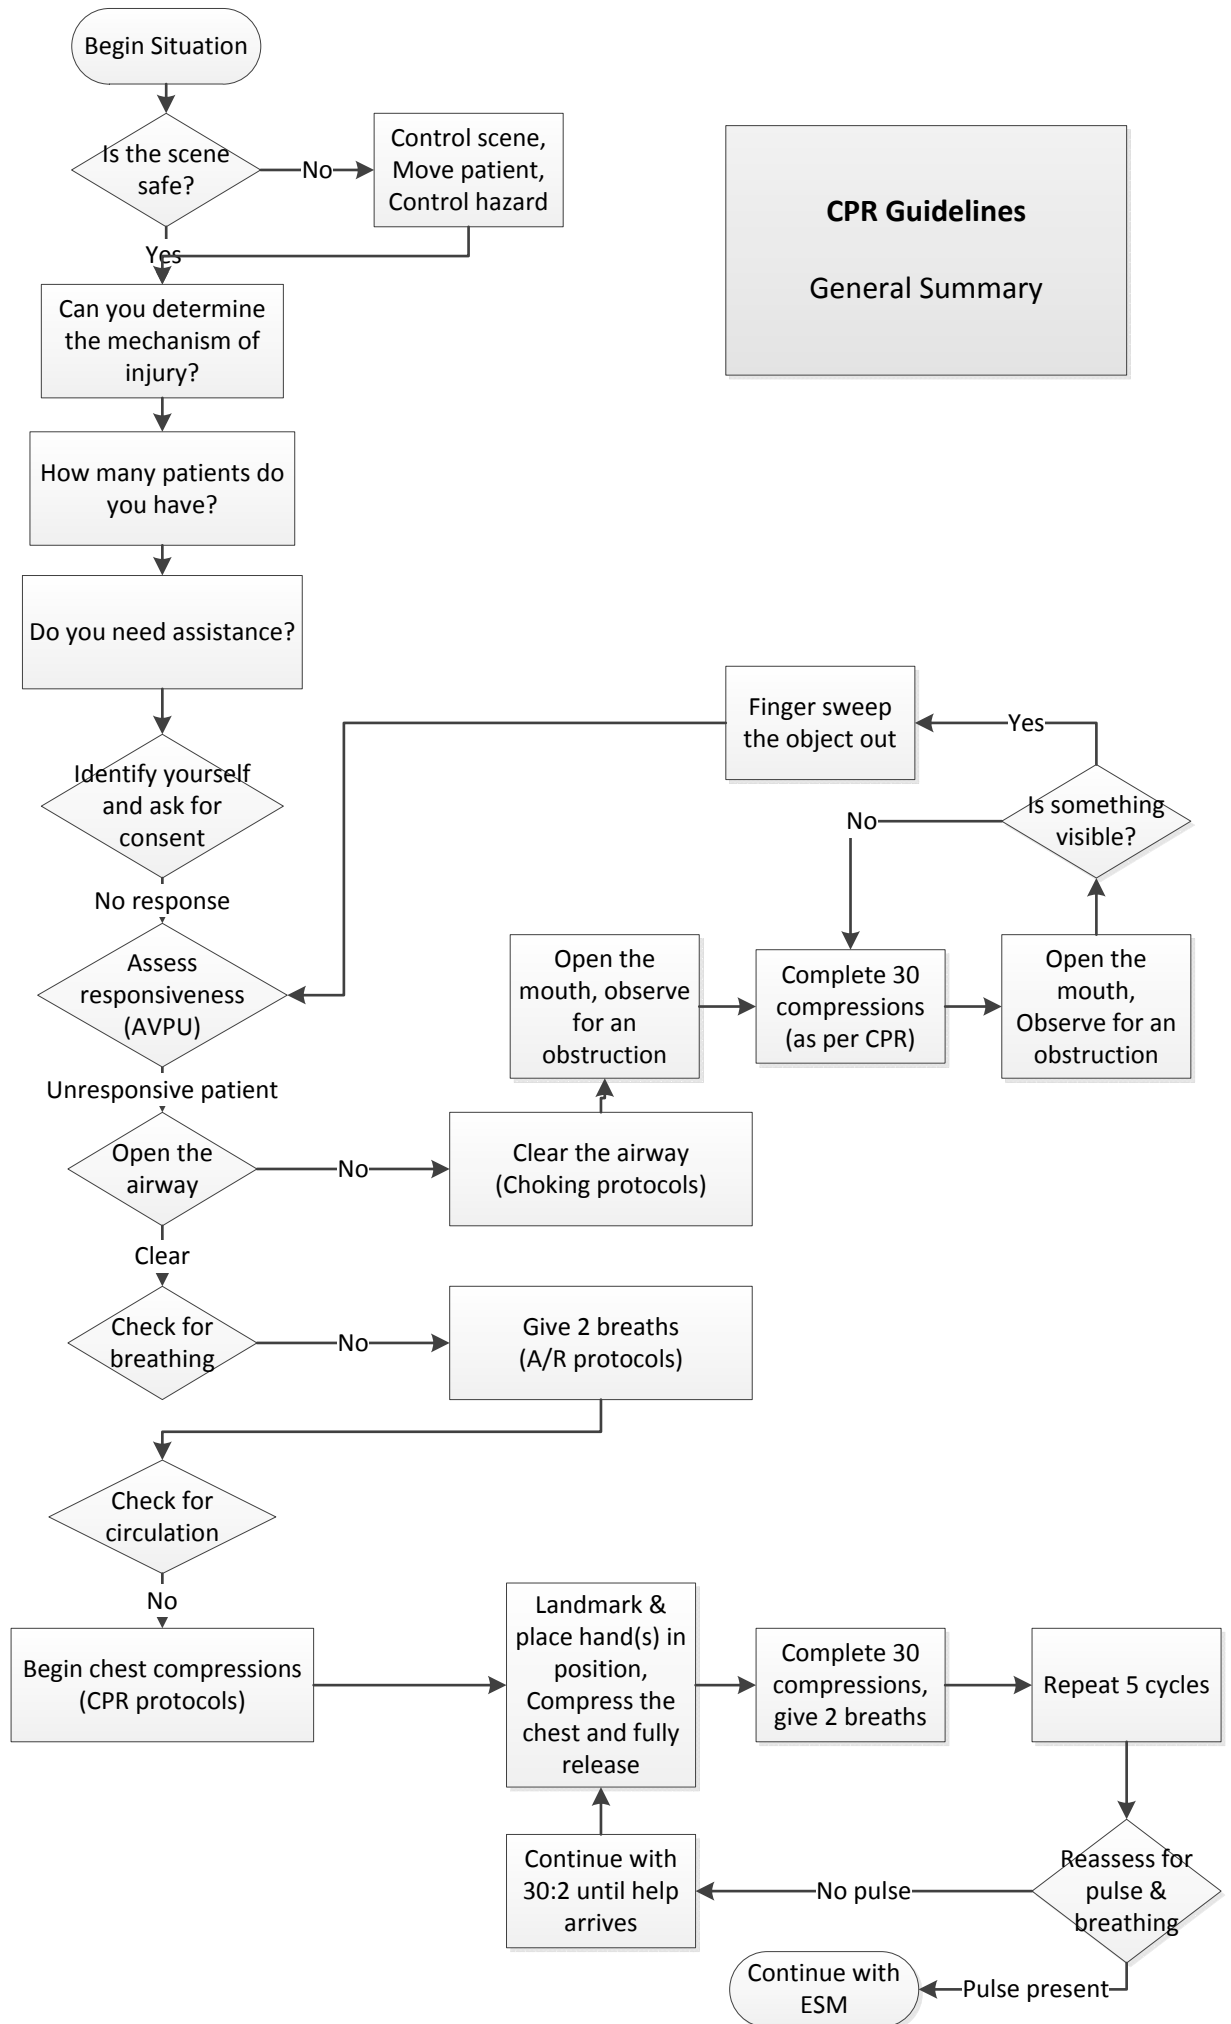 Begin Situation
Is the scene
safe?
No
Control scene,
Move patient,
Control hazard
CPR Guidelines
General Summary
Yes
Can you determine
the mechanism of
injury?
How many patients do
you have?
Do you need assistance?
Identify yourself
and ask for
consent
No response
Assess
responsiveness
(AVPU)
Unresponsive patient
Open the
airway
No
Clear the airway
(Choking protocols)
Open the
mouth, observe
for an
obstruction
Complete 30
compressions
(as per CPR)
Open the
mouth,
Observe for an
obstruction
Is something
visible?
No
Yes
Finger sweep
the object out
Clear
Check for
breathing
No
Give 2 breaths
(A/R protocols)
Check for
circulation
No
Begin chest compressions
(CPR protocols)
Landmark &
place hand(s) in
position,
Compress the
chest and fully
release
Complete 30
compressions,
give 2 breaths
Repeat 5 cycles
Reassess for
pulse &
breathing
No pulse
Continue with
30:2 until help
arrives
Pulse present
Continue with
ESM